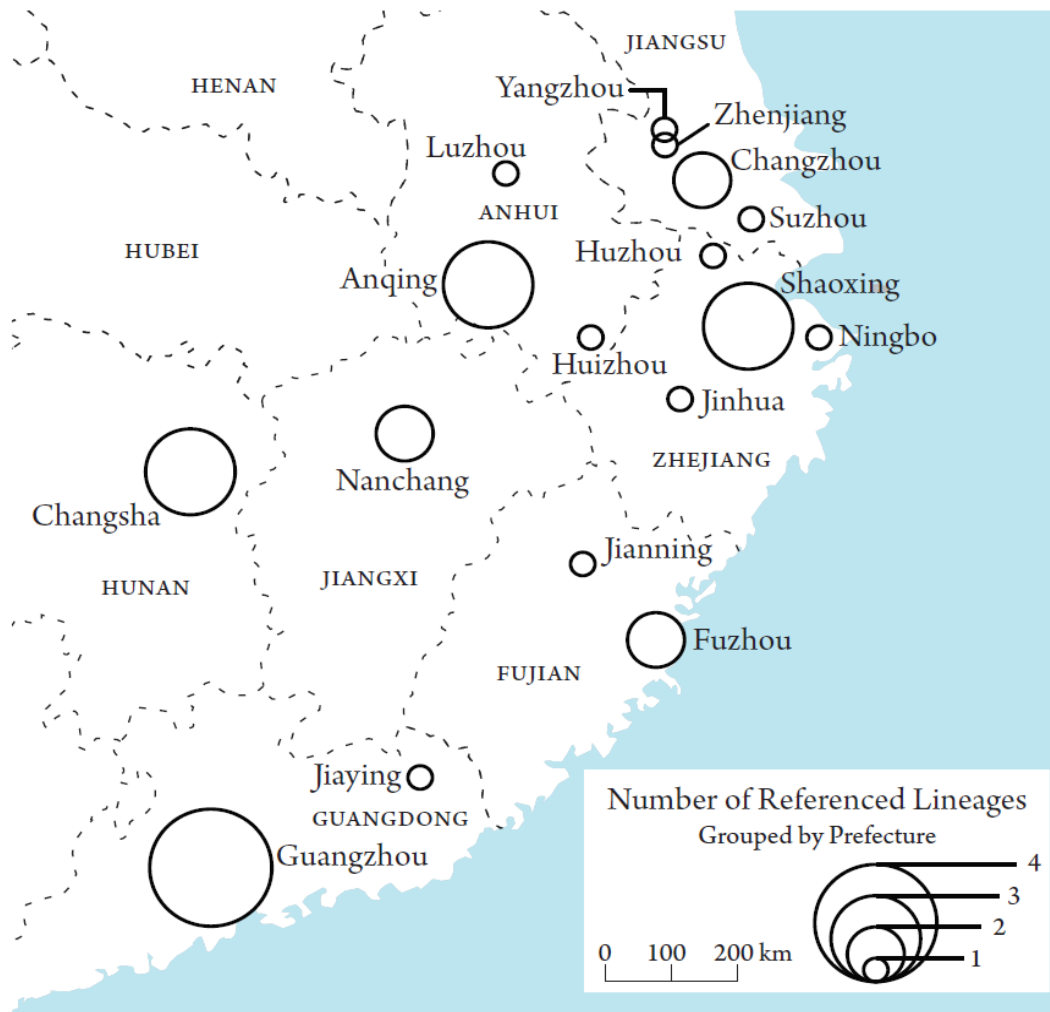 JIANGSU
HENAN
Yangzhou
Zhenjiang
Luzhou
Changzhou
ANHUI
Suzhou
HUBEI
Huzhou
Anqing
Shaoxing
Ningbo
Huizhou
Jinhua
ZHEJIANG
Nanchang
Changsha
Jianning
HUNAN
JIANGXI
Fuzhou
FUJIAN
Jiaying
GUANGDONG
Guangzhou
Number of Referenced Lineages
Grouped by Prefecture
4
3
2
1
0 100 200 km